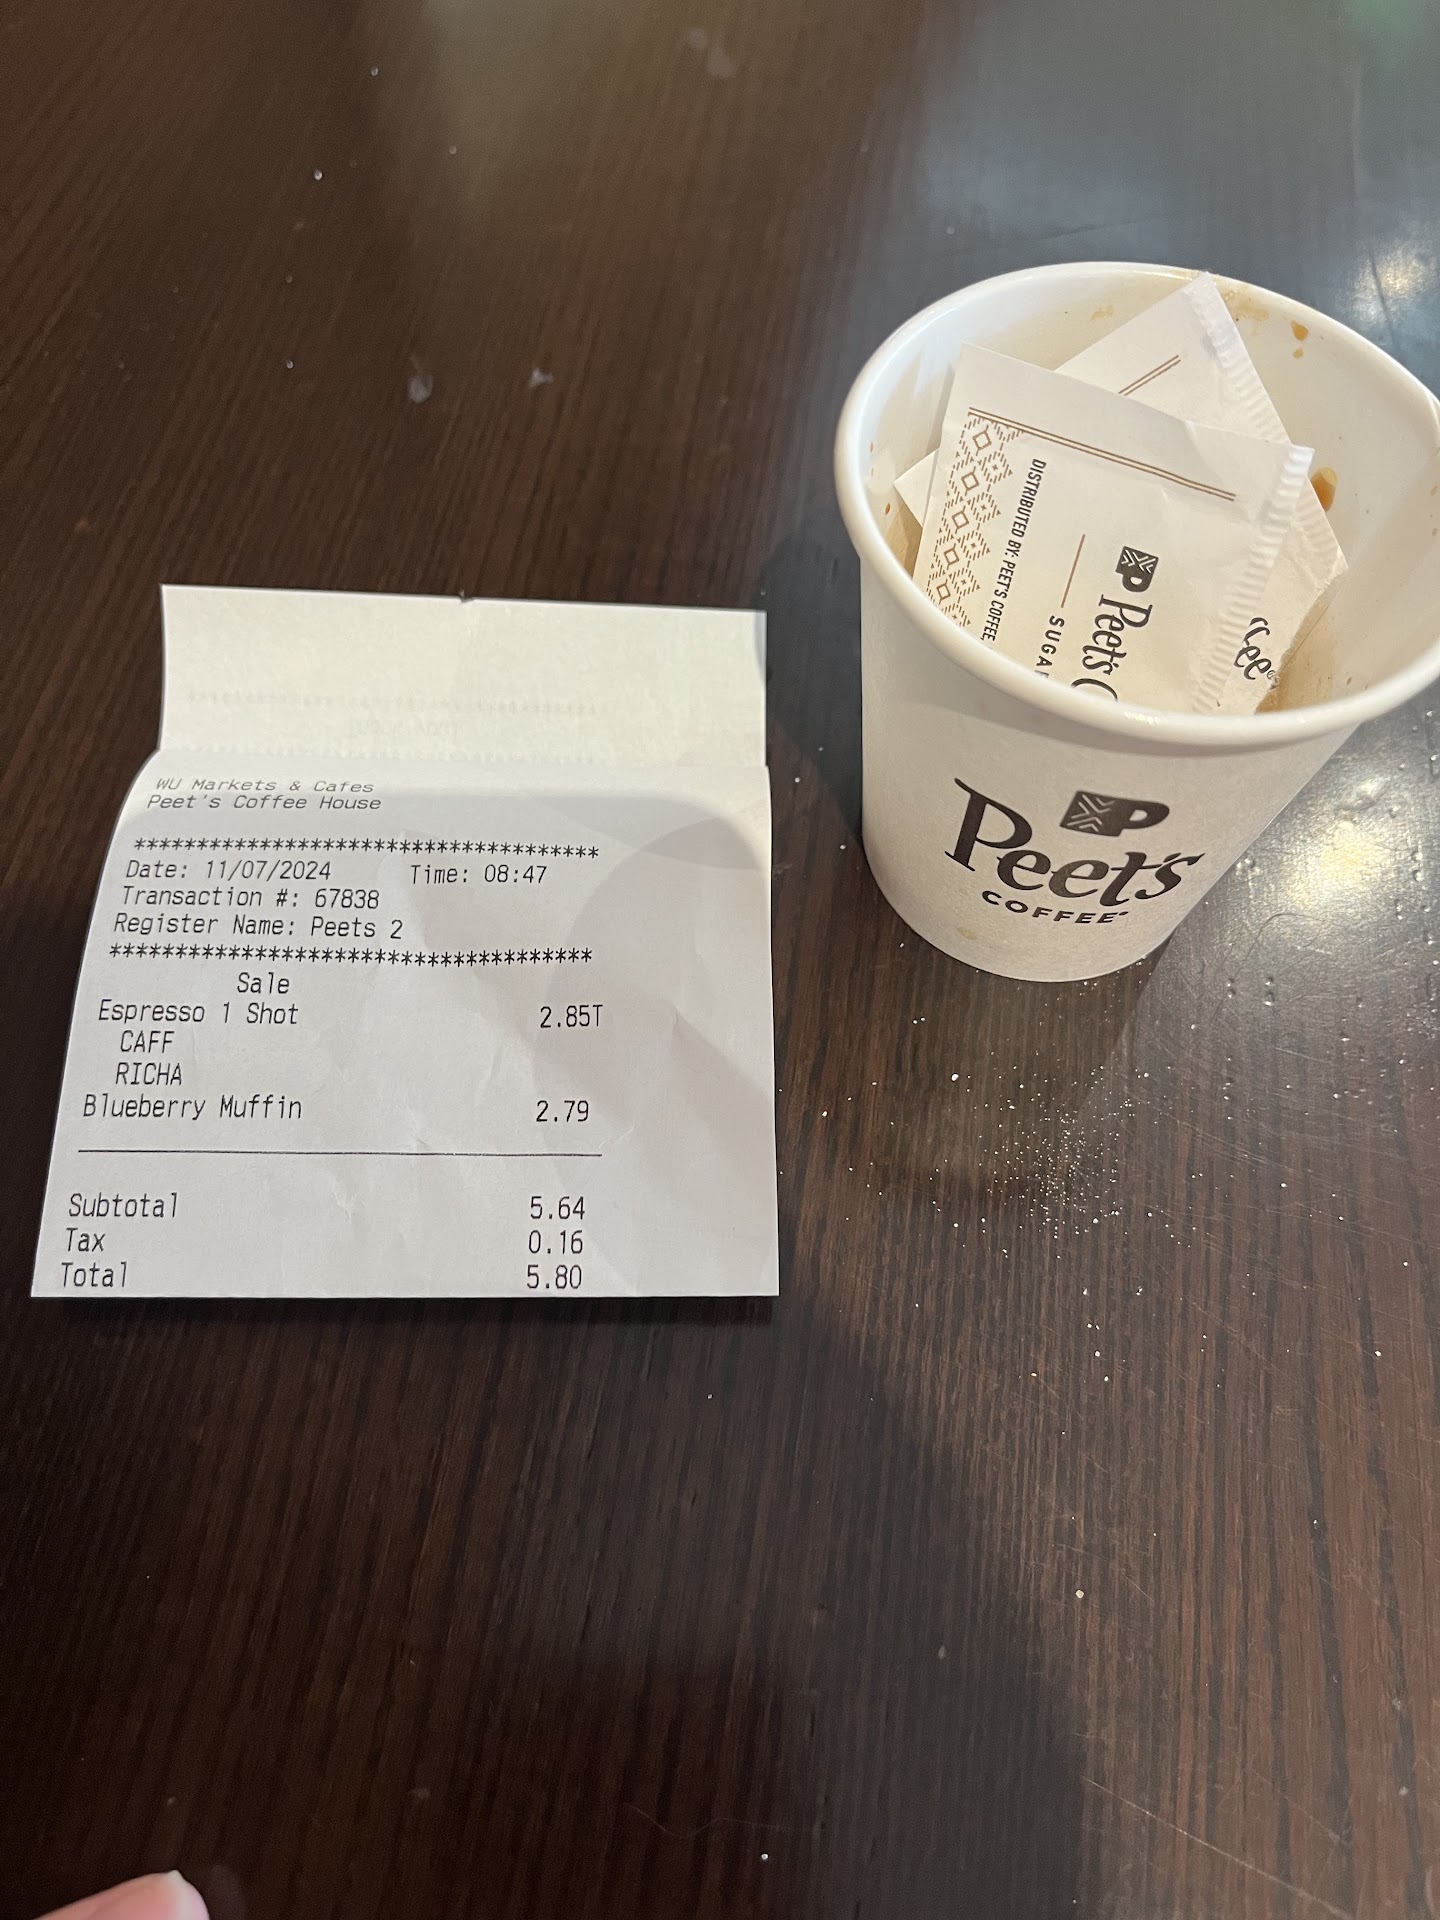 WU Markets & Cafes
Peet's Coffee House
**************************************
Date: 11/07/2024 Time: 08:47
Transaction #: 67838
Register Name: Peets 2
**************************************
Sale
Espresso 1 Shot 2.85T
CAFF
RICHA
Blueberry Muffin 2.79
Subtotal 5.64
Tax 0.16
Total 5.80
DISTRIBUTED BY: PEET'S COFFEE,
SUGA
Peet's C
Peet's
COFFEE